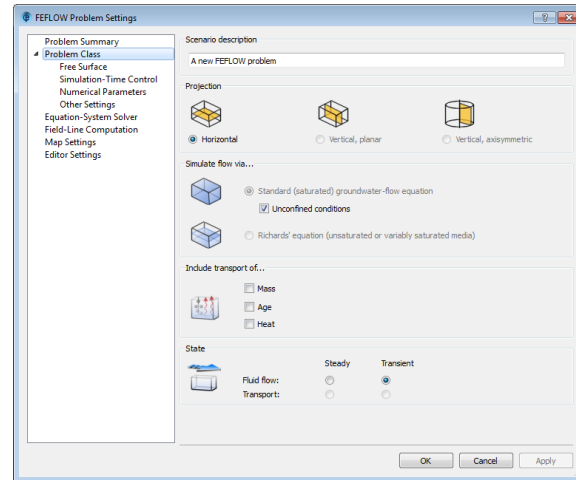 FEFLOW Problem Settings
Problem Summary
Problem Class
Free Surface
Simulation-Time Control
Numerical Parameters
Other Settings
Equation-System Solver
Field-Line Computation
Map Settings
Editor Settings
Scenario description
A new FEFLOW problem
Projection
Horizontal
Vertical, planar
Vertical, axisymmetric
Simulate flow via...
Standard (saturated) groundwater-flow equation
Unconfined conditions
Richards' equation (unsaturated or variably saturated media)
Include transport of...
Mass
Age
Heat
State
Steady Transient
Fluid flow:
Transport:
OK Cancel Apply